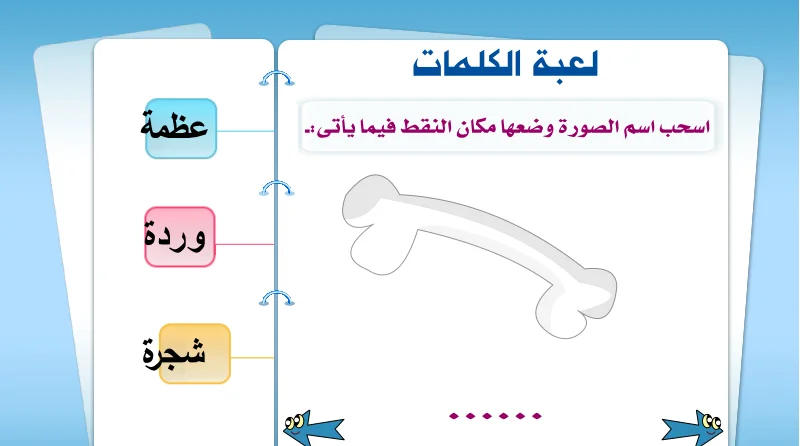 لعبة الكلمات
اسحب اسم الصورة وضعها مكان النقط فيما يأتى :ـ
عظمة
وردة
شجرة